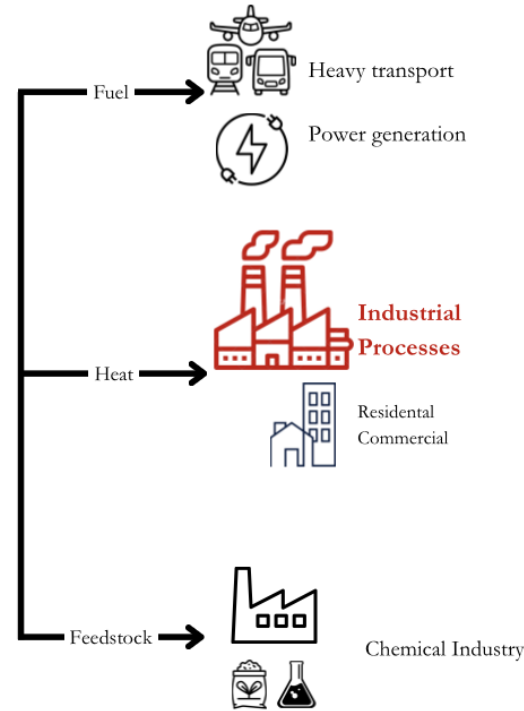 Heavy transport
Fuel
Power generation
Industrial
Processes
Heat
Residental
Commercial
Feedstock
Chemical Industry